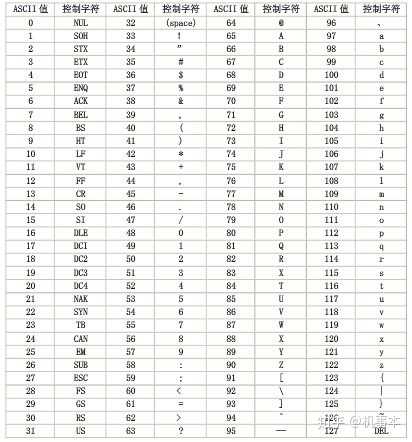 ASCII 值 控制字符 ASCII 值 控制字符 ASCII 值 控制字符 ASCII 值 控制字符
0 NUL 32 (space) 64 @ 96 、
1 SOH 33 ! 65 A 97 a
2 STX 34 ” 66 B 98 b
3 ETX 35 # 67 C 99 c
4 EOT 36 $ 68 D 100 d
5 ENQ 37 % 69 E 101 e
6 ACK 38 & 70 F 102 f
7 BEL 39 , 71 G 103 g
8 BS 40 ( 72 H 104 h
9 HT 41 ) 73 I 105 i
10 LF 42 * 74 J 106 j
11 VT 43 + 75 K 107 k
12 FF 44 , 76 L 108 l
13 CR 45 - 77 M 109 m
14 SO 46 . 78 N 110 n
15 SI 47 / 79 O 111 o
16 DLE 48 0 80 P 112 p
17 DCI 49 1 81 Q 113 q
18 DC2 50 2 82 R 114 r
19 DC3 51 3 83 X 115 s
20 DC4 52 4 84 T 116 t
21 NAK 53 5 85 U 117 u
22 SYN 54 6 86 V 118 v
23 TB 55 7 87 W 119 w
24 CAN 56 8 88 X 120 x
25 EM 57 9 89 Y 121 y
26 SUB 58 : 90 Z 122 z
27 ESC 59 ; 91 [ 123 {
28 FS 60 < 92 \ 124 |
29 GS 61 = 93 ] 125 }
30 RS 62 > 94 ^ 126 ~
31 US 63 ? 95 — 127 DEL
知乎